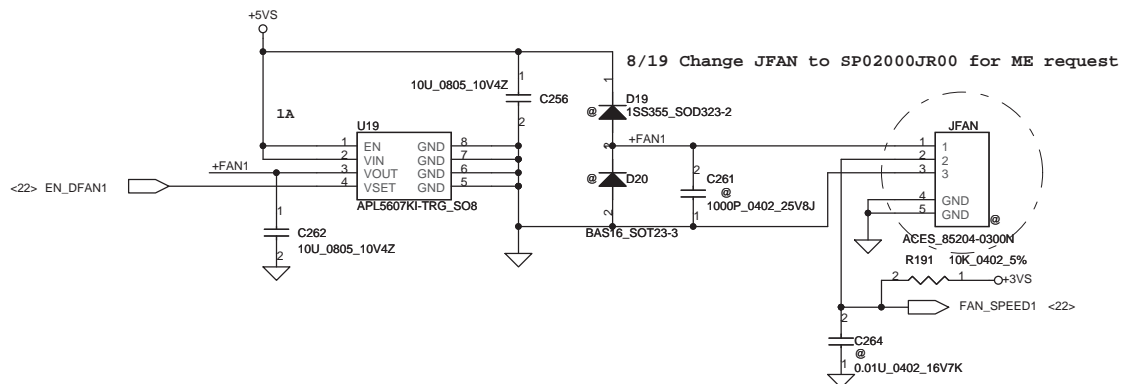 +5VS
8/19 Change JFAN to SP02000JR00 for ME request
1
10U_0805_10V4Z
C256
2
1A
1
D19
@
1SS355_SOD323-2
2
JFAN
U19
1 EN GND 8
2 VIN GND 7
3 VOUT GND 6
4 VSET GND 5
APL5607KI-TRG_SO8
+FAN1
<22> EN_DFAN1
+FAN1
1 1
2 2
3 3
4 GND
5 GND
@
ACES_85204-0300N
@
D20
2
BAS16_SOT23-3
2
C261
@
1000P_0402_25V8J
1
1
C262
10U_0805_10V4Z
2
R191 10K_0402_5%
2 1
+3VS
FAN_SPEED1 <22>
2
C264
@
1
0.01U_0402_16V7K